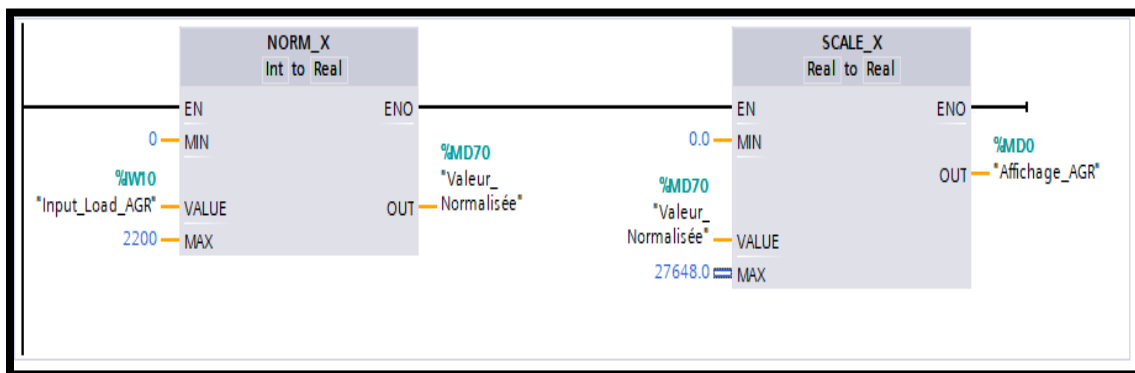 NORM_X
Int to Real
EN
ENO
0
MIN
%IW10
"Input_Load_AGR"
VALUE
2200
MAX
%MD70
"Valeur_
Normalisée"
OUT
SCALE_X
Real to Real
EN
ENO
0.0
MIN
%MD70
"Valeur_
Normalisée"
VALUE
27648.0
MAX
%MD0
"Affichage_AGR"
OUT